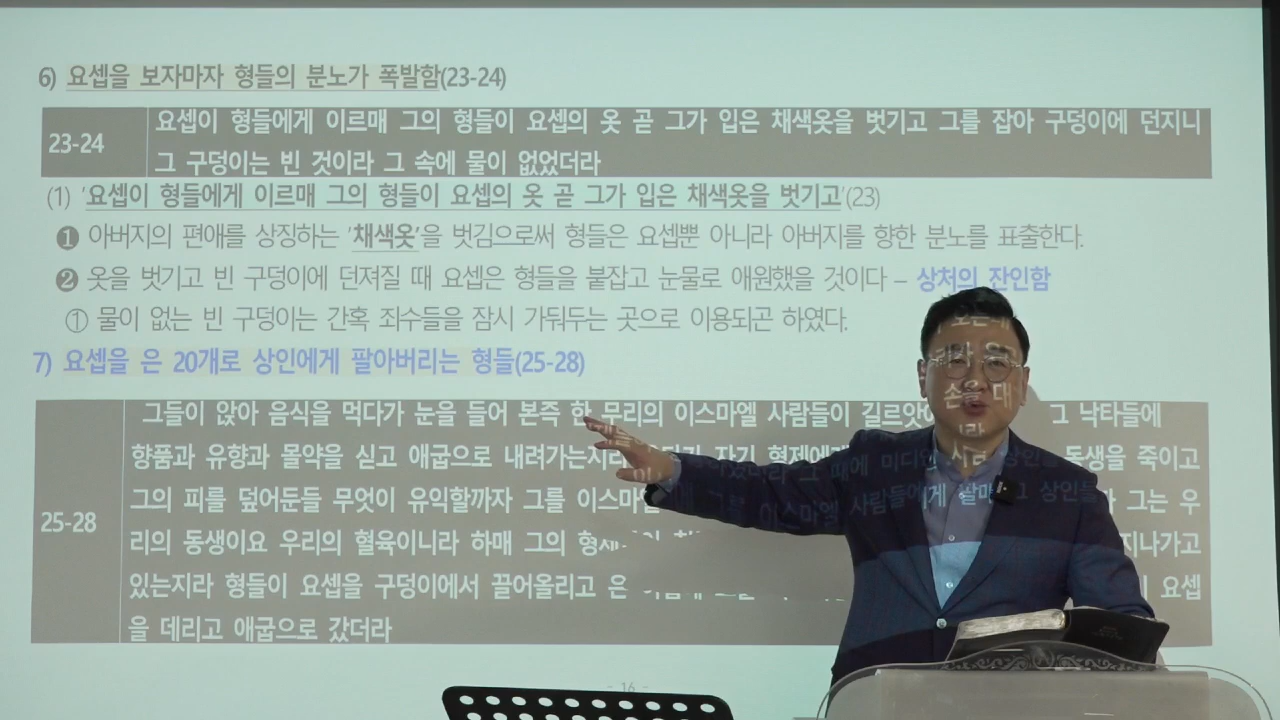 6) 요셉을 보자마자 형들의 분노가 폭발함(23-24)
23-24
요셉이 형들에게 이르매 그의 형들이 요셉의 옷 곧 그가 입은 채색옷을 벗기고 그를 잡아 구덩이에 던지니
그 구덩이는 빈 것이라 그 속에 물이 없었더라
(1) '요셉이 형들에게 이르매 그의 형들이 요셉의 옷 곧 그가 입은 채색옷을 벗기고'(23)
❶ 아버지의 편애를 상징하는 '채색옷'을 벗김으로써 형들은 요셉뿐 아니라 아버지를 향한 분노를 표출한다.
❷ 옷을 벗기고 빈 구덩이에 던져질 때 요셉은 형들을 붙잡고 눈물로 애원했을 것이다 – 상처의 잔인함
① 물이 없는 빈 구덩이는 간혹 죄수들을 잠시 가둬두는 곳으로 이용되곤 하였다.
7) 요셉을 은 20개로 상인에게 팔아버리는 형들(25-28)
25-28
그들이 앉아 음식을 먹다가 눈을 들어 본즉 한 무리의 이스마엘 사람들이 그 낙타들에
향품과 유향과 몰약을 싣고 애굽으로 내려가는지라 자기 동생을 죽이고
그의 피를 덮어둔들 무엇이 유익할까 그를 그는 우
리의 동생이요 우리의 혈육이니라 하매 그의 지나가고
있는지라 형들이 요셉을 구덩이에서 끌어올리고 은 요셉
을 데리고 애굽으로 갔더라
- 16 -